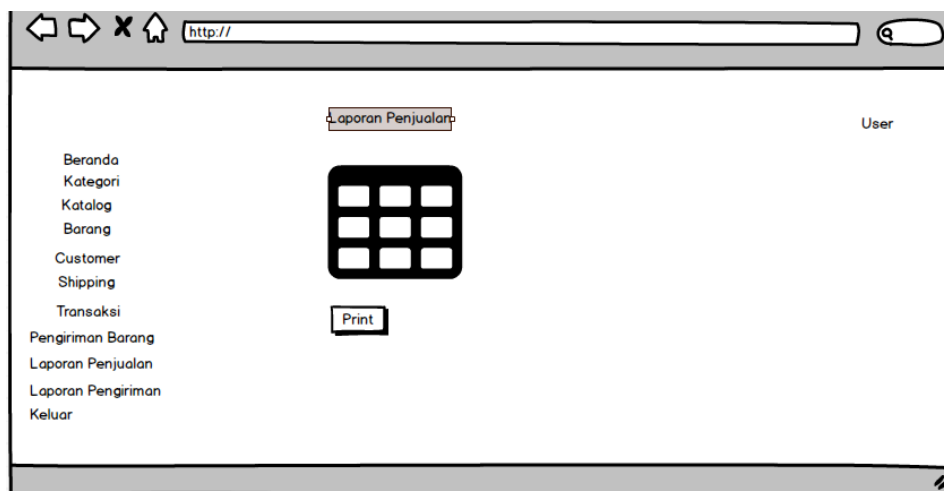 http://
Laporan Penjualan
User
Beranda
Kategori
Katalog
Barang
Customer
Shipping
Transaksi
Pengiriman Barang
Laporan Penjualan
Laporan Pengiriman
Keluar
Print